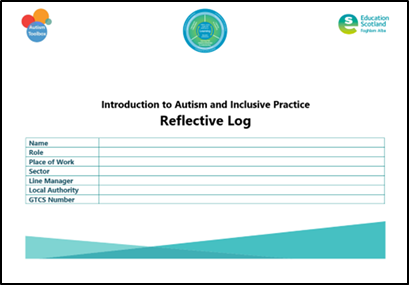 Autism
Toolbox
Education
Scotland
Foghlam Alba
Introduction to Autism and Inclusive Practice
Reflective Log
Name
Role
Place of Work
Sector
Line Manager
Local Authority
GTCS Number